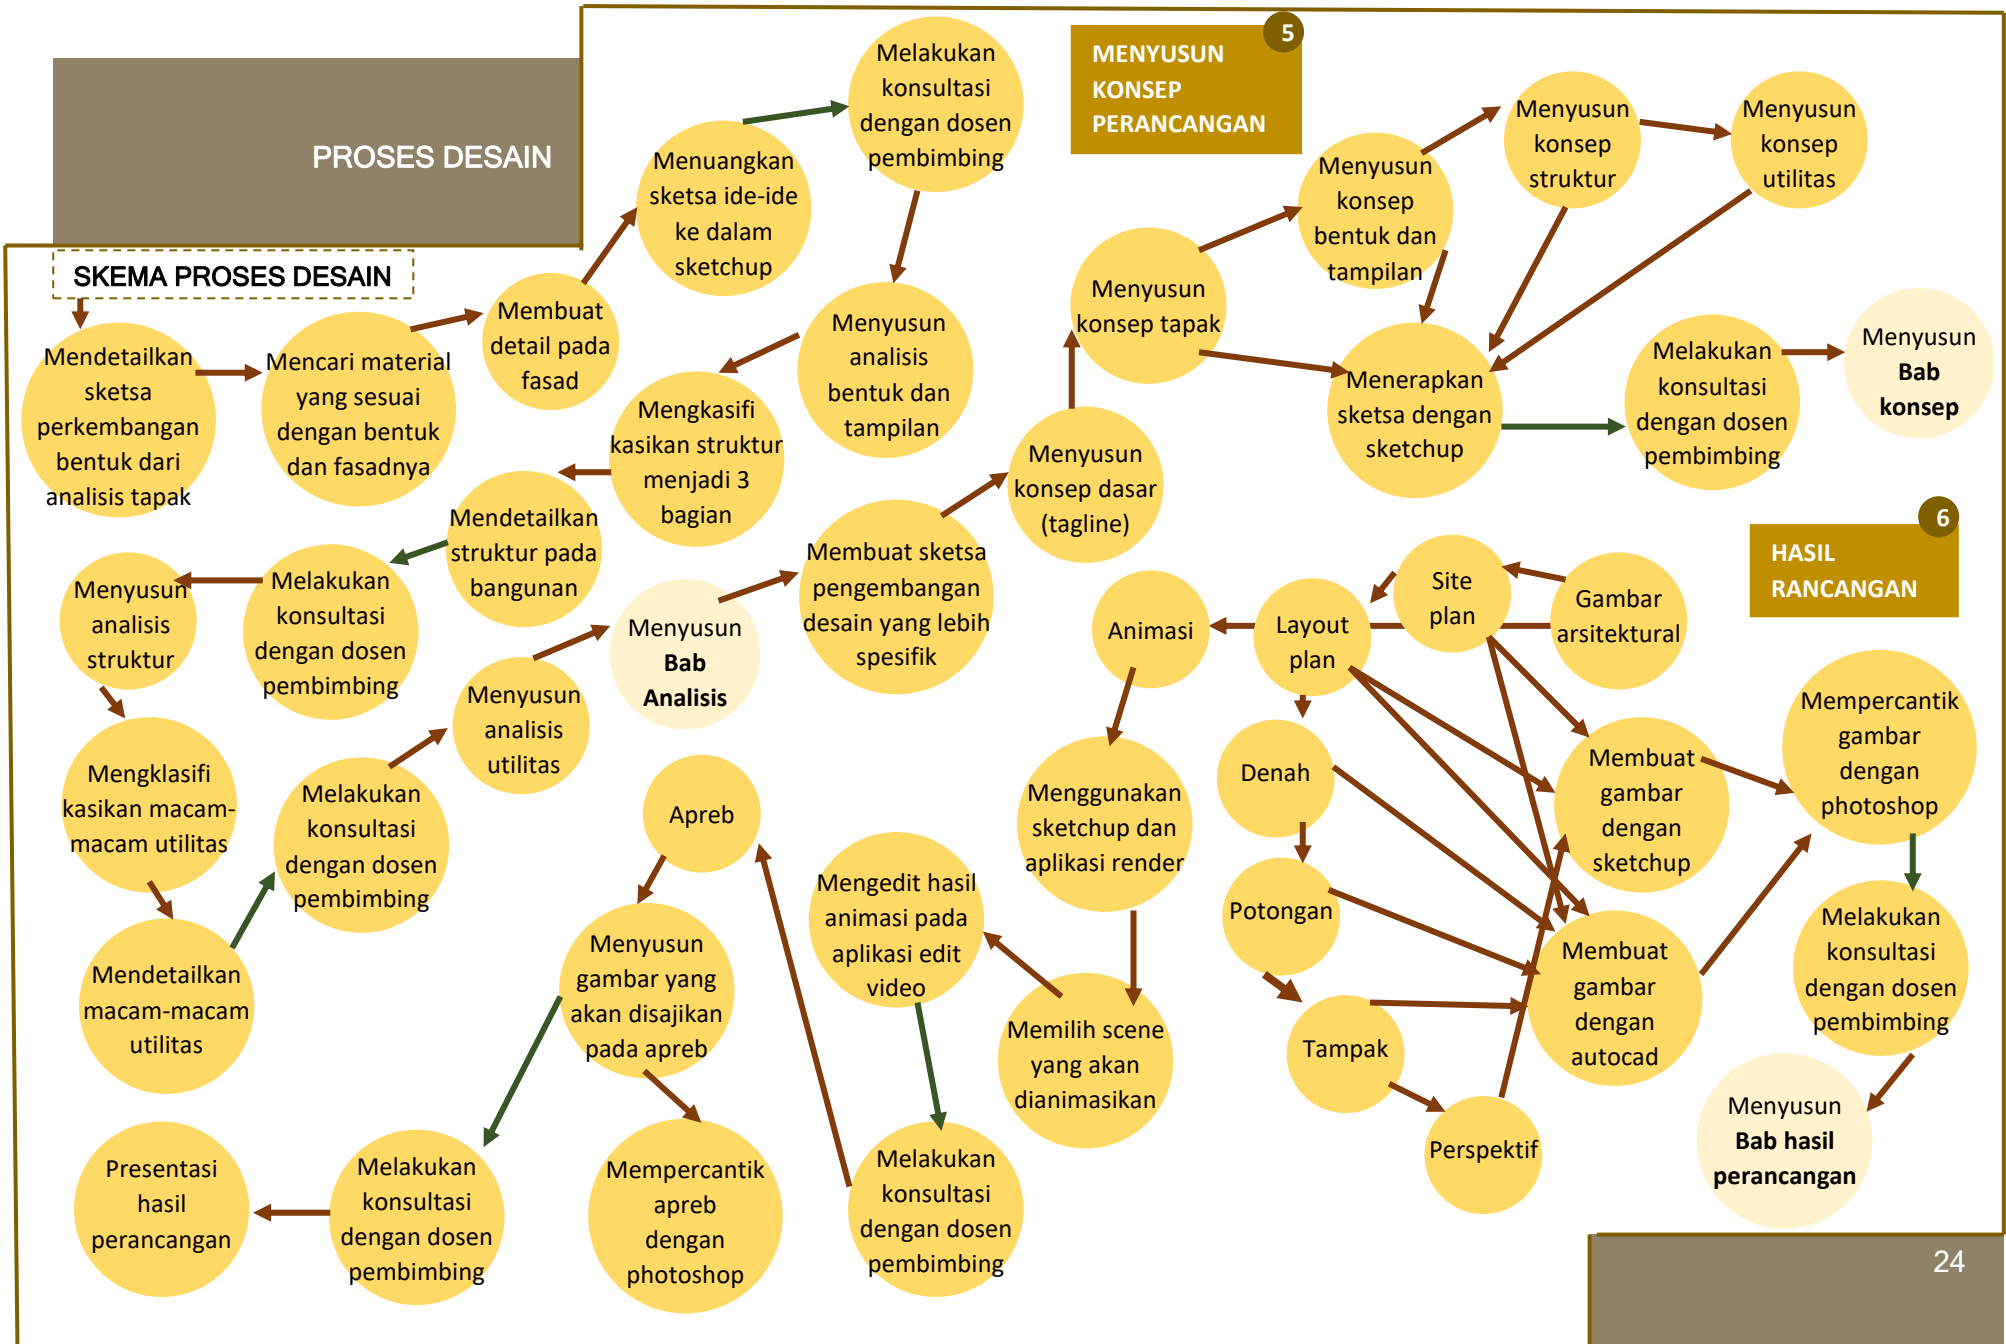 PROSES DESAIN
SKEMA PROSES DESAIN
Mendetailkan
sketsa
perkembangan
bentuk dari
analisis tapak
Mencari material
yang sesuai
dengan bentuk
dan fasadnya
Membuat
detail pada
fasad
Menuangkan
sketsa ide-ide
ke dalam
sketchup
Melakukan
konsultasi
dengan dosen
pembimbing
Menyusun
analisis
bentuk dan
tampilan
Mengkasifi
kasikan struktur
menjadi 3
bagian
Mendetailkan
struktur pada
bangunan
Melakukan
konsultasi
dengan dosen
pembimbing
Menyusun
analisis
struktur
Mengklasifi
kasikan macam-
macam utilitas
Mendetailkan
macam-macam
utilitas
Melakukan
konsultasi
dengan dosen
pembimbing
Menyusun
analisis
utilitas
Menyusun
Bab
Analisis
Membuat sketsa
pengembangan
desain yang lebih
spesifik
5
MENYUSUN
KONSEP
PERANCANGAN
Menyusun
konsep dasar
(tagline)
Menyusun
konsep tapak
Menyusun
konsep
bentuk dan
tampilan
Menyusun
konsep
struktur
Menyusun
konsep
utilitas
Menerapkan
sketsa dengan
sketchup
Melakukan
konsultasi
dengan dosen
pembimbing
Menyusun
Bab
konsep
6
HASIL
RANCANGAN
Gambar
arsitektural
Site
plan
Layout
plan
Animasi
Denah
Potongan
Tampak
Perspektif
Membuat
gambar
dengan
sketchup
Membuat
gambar
dengan
autocad
Mempercantik
gambar
dengan
photoshop
Melakukan
konsultasi
dengan dosen
pembimbing
Menyusun
Bab hasil
perancangan
Menggunakan
sketchup dan
aplikasi render
Memilih scene
yang akan
dianimasikan
Mengedit hasil
animasi pada
aplikasi edit
video
Melakukan
konsultasi
dengan dosen
pembimbing
Apreb
Menyusun
gambar yang
akan disajikan
pada apreb
Mempercantik
apreb
dengan
photoshop
Melakukan
konsultasi
dengan dosen
pembimbing
Presentasi
hasil
perancangan
24